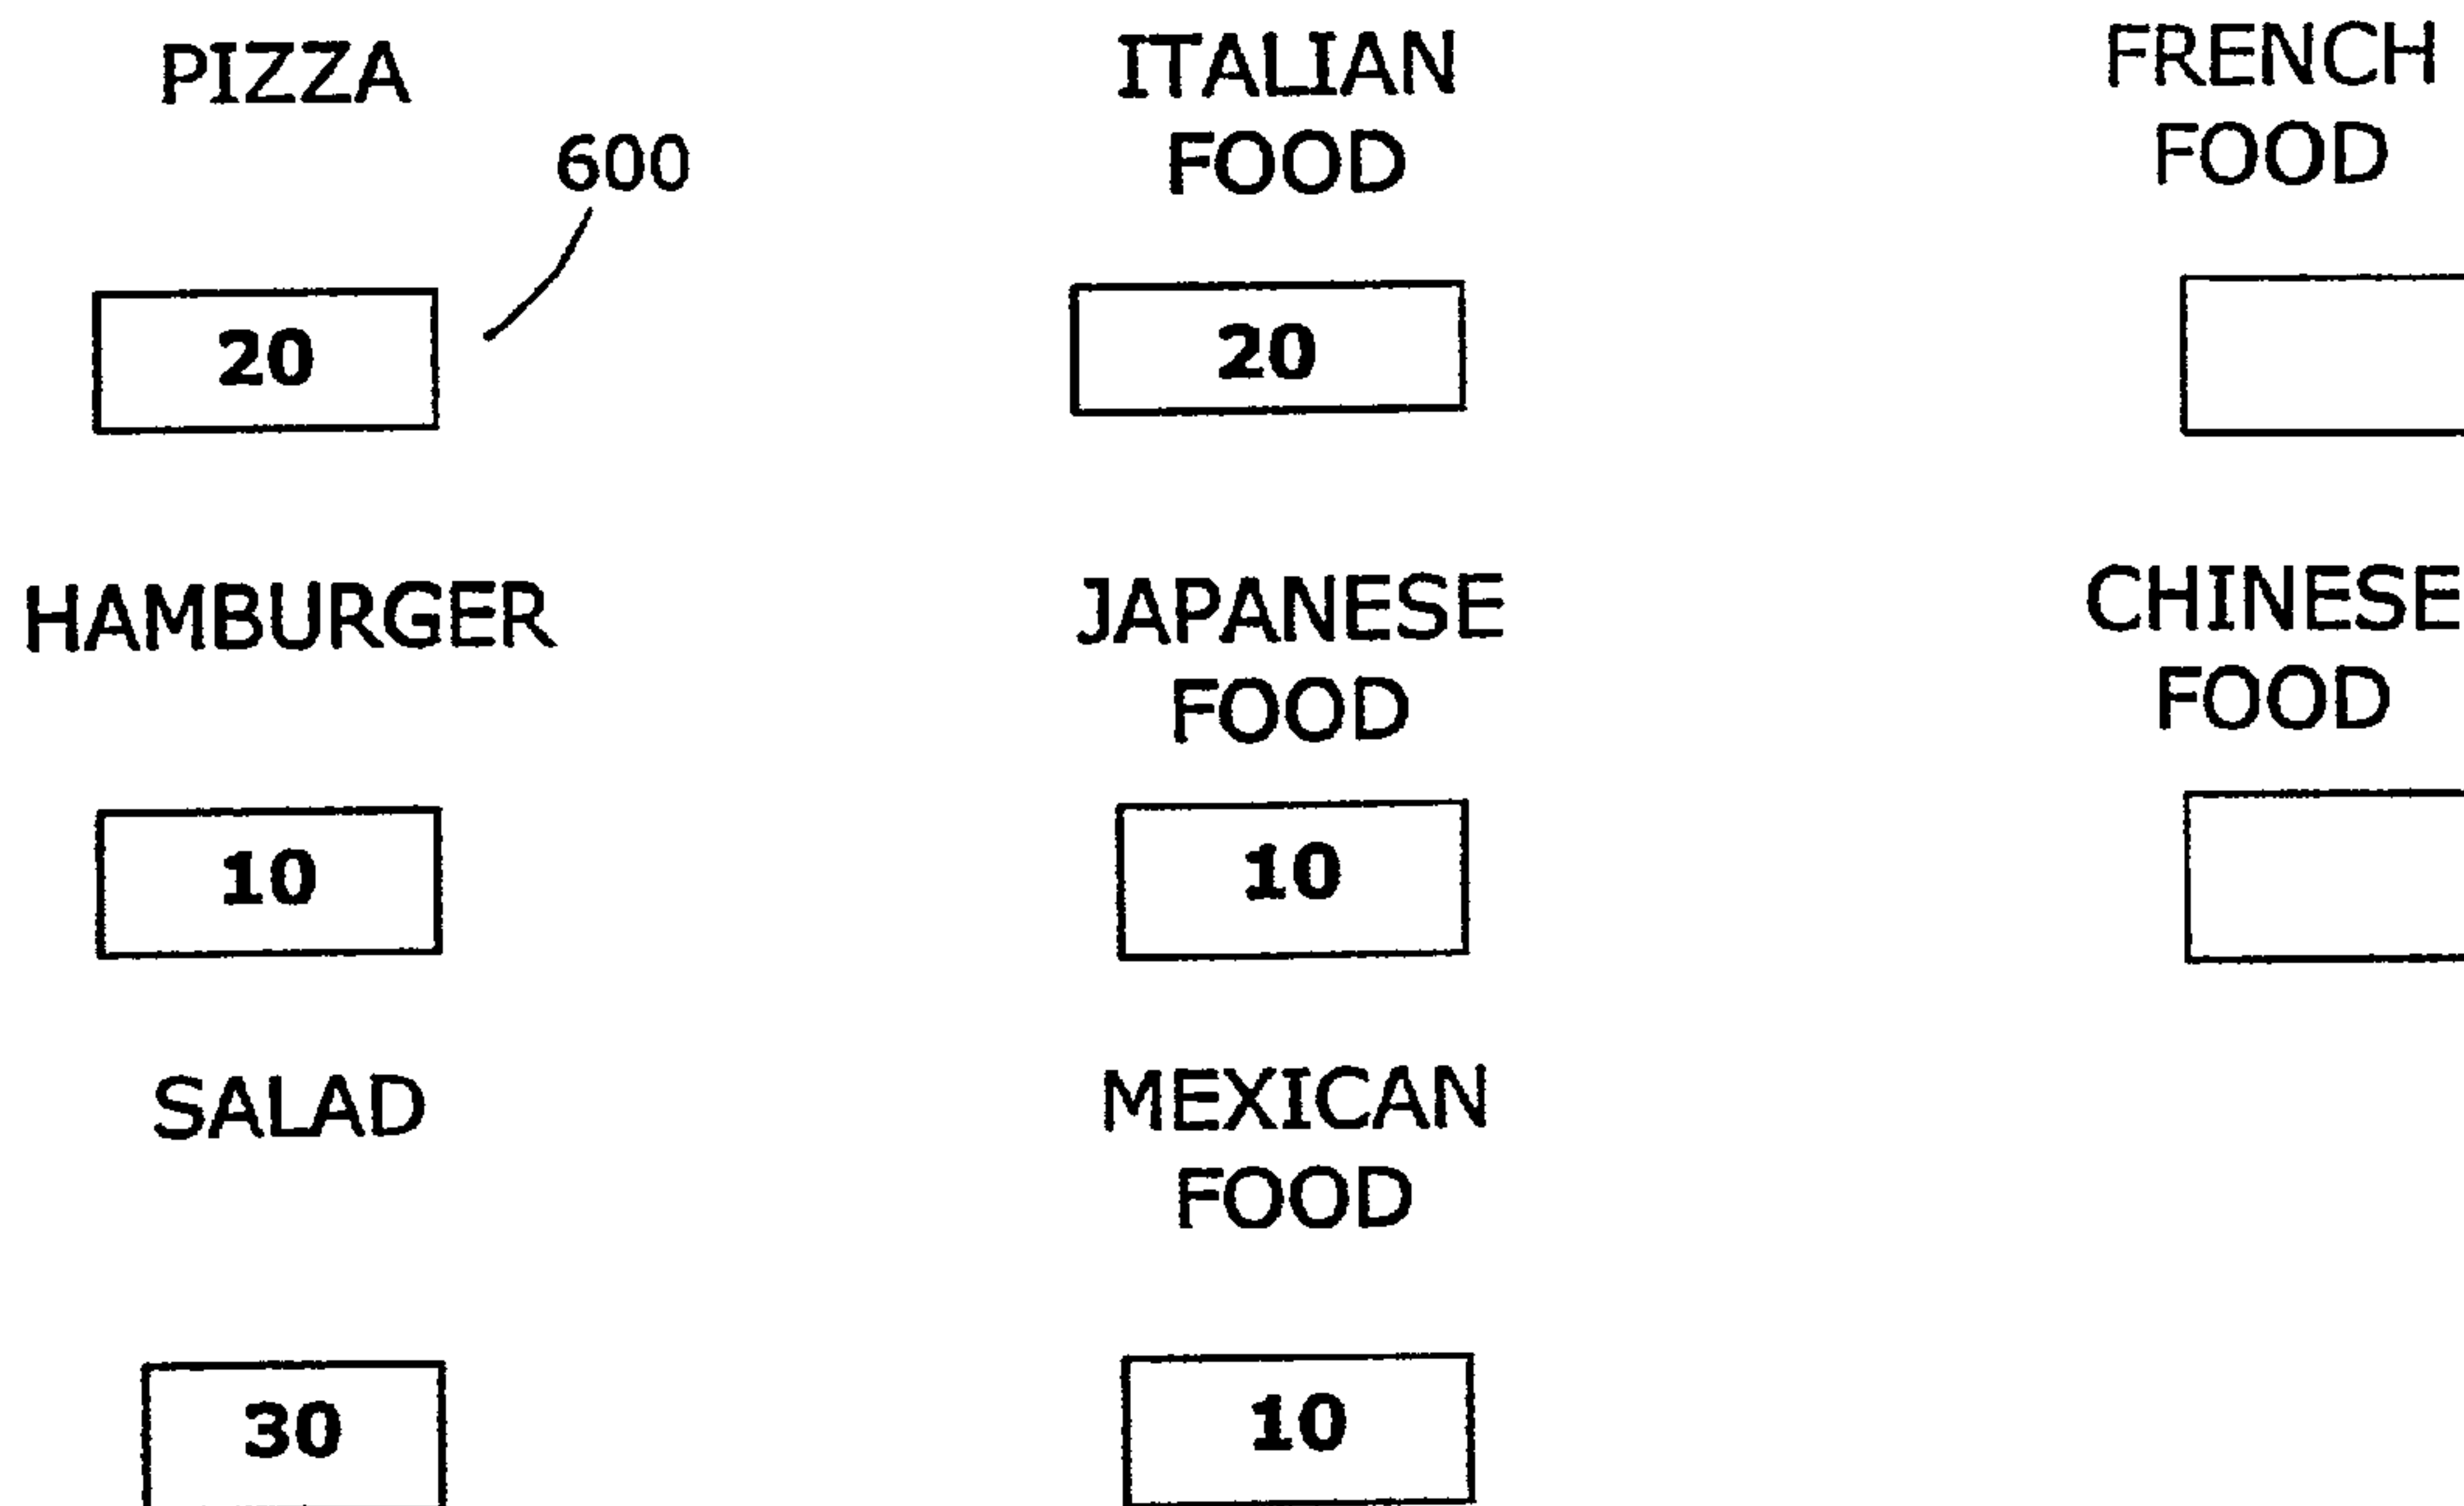 PIZZA
600
20
ITALIAN
FOOD
20
FRENCH
FOOD
HAMBURGER
10
JAPANESE
FOOD
10
CHINESE
FOOD
SALAD
30
MEXICAN
FOOD
10